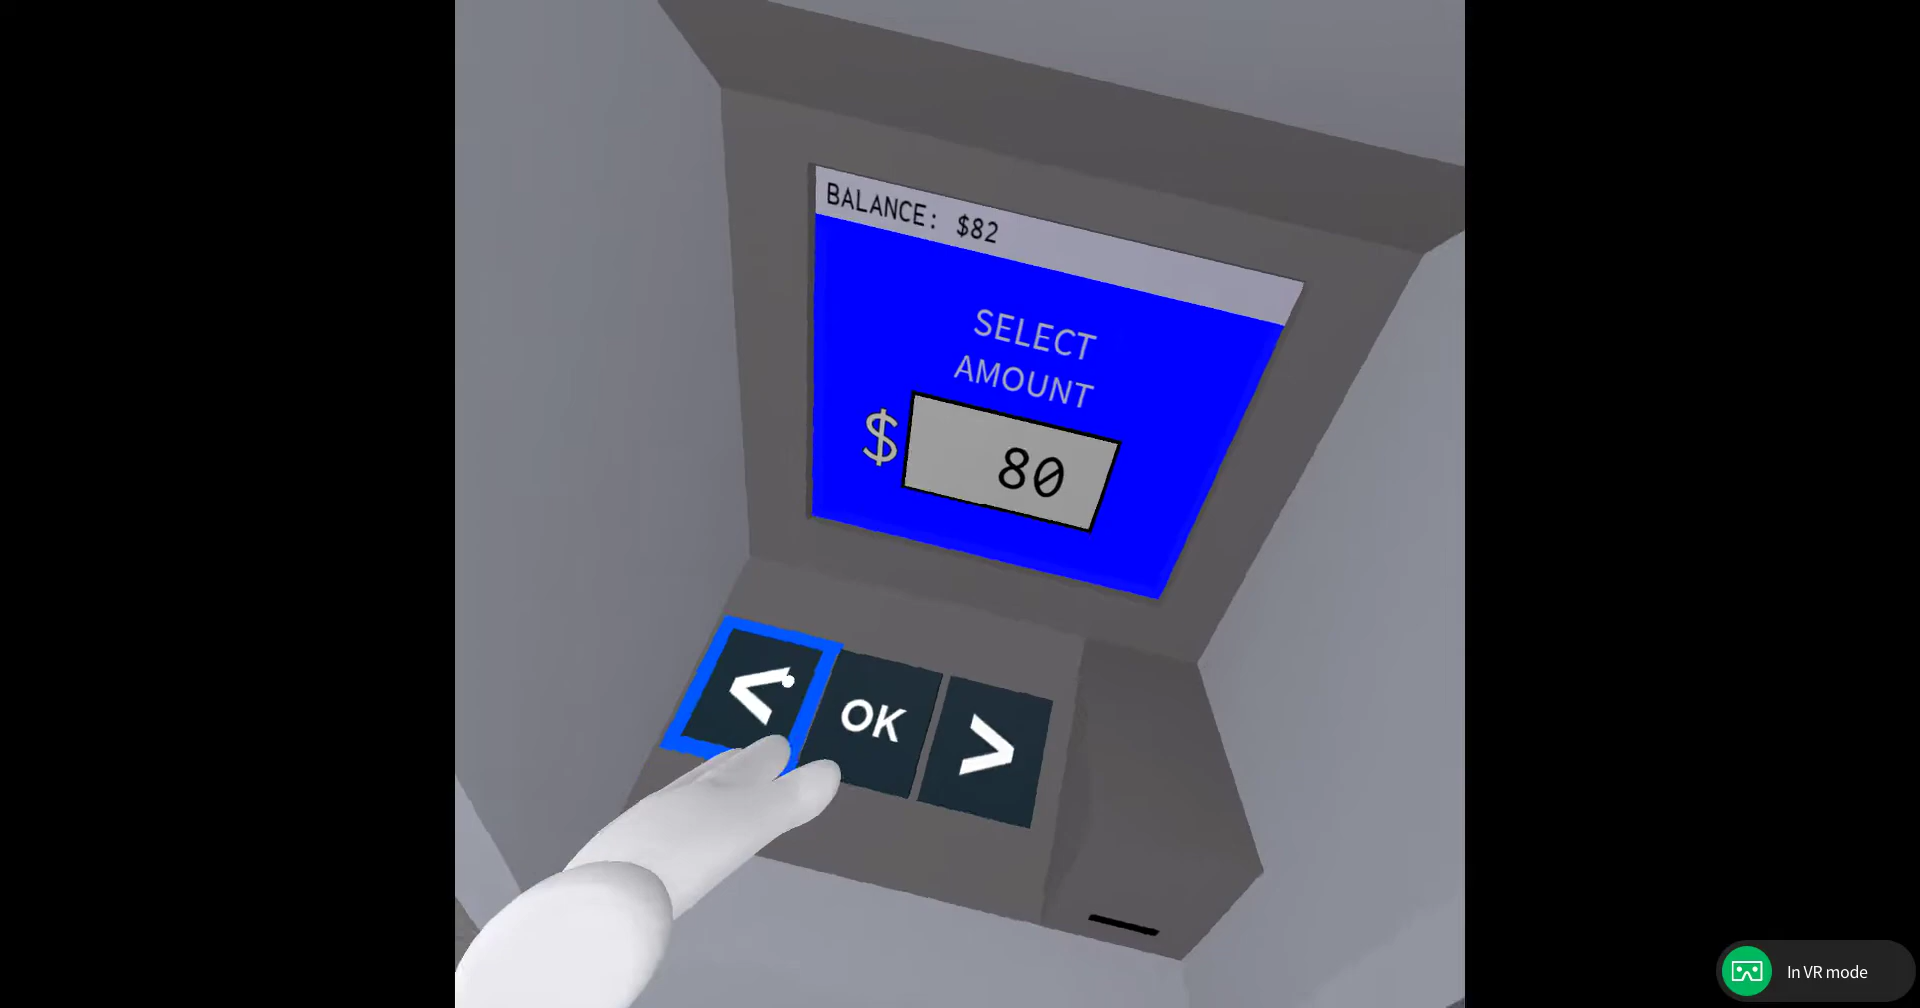 BALANCE: $82
SELECT
AMOUNT
$ 80
< OK >
In VR mode